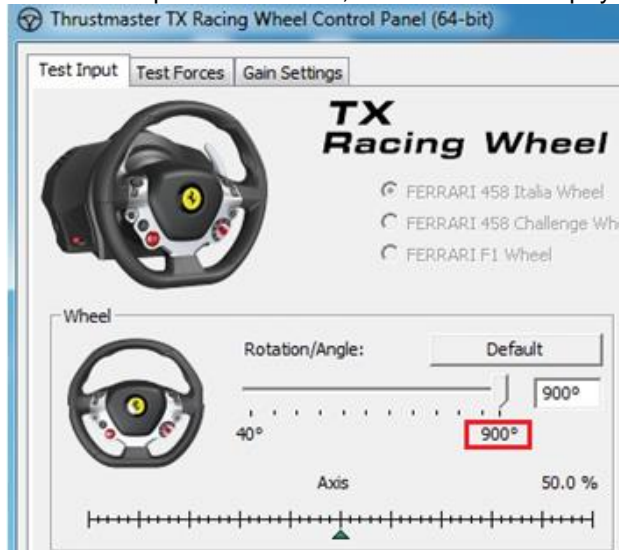 Thrustmaster TX Racing Wheel Control Panel (64-bit)
Test Input Test Forces Gain Settings
TX
Racing Wheel
FERRARI 458 Italia Wheel
FERRARI 458 Challenge Wh
FERRARI F1 Wheel
Wheel
Rotation/Angle: Default
900°
40° 900°
Axis 50.0 %